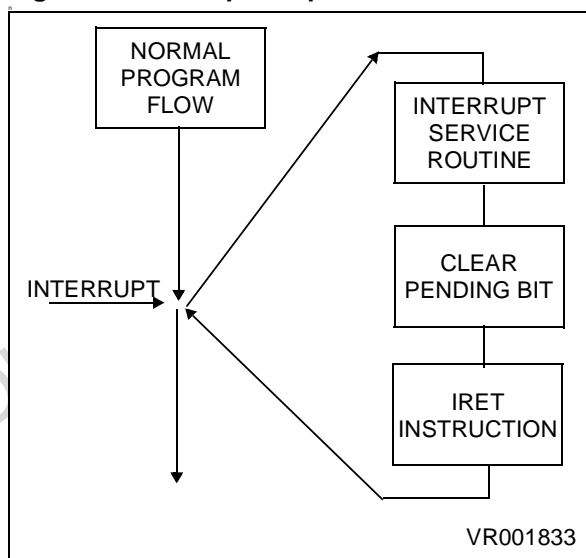 NORMAL
PROGRAM
FLOW
INTERRUPT
SERVICE
ROUTINE
INTERRUPT
CLEAR
PENDING BIT
IRET
INSTRUCTION
VR001833